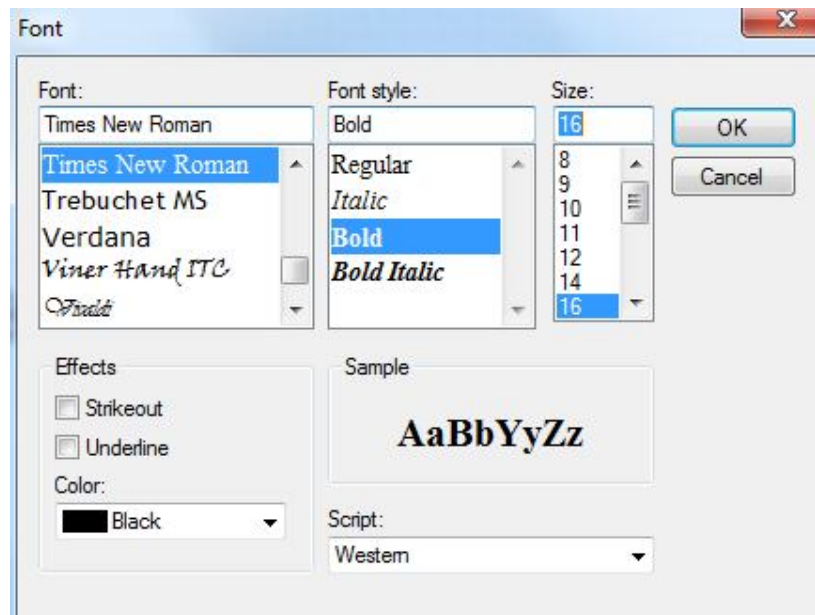 Font
Font:
Times New Roman
Times New Roman
Trebuchet MS
Verdana
Viner Hand ITC
Vivaldi
Font style:
Bold
Regular
Italic
Bold
Bold Italic
Size:
16
8
9
10
11
12
14
16
OK
Cancel
Effects
Strikeout
Underline
Color:
Black
Sample
AaBbYyZz
Script:
Western